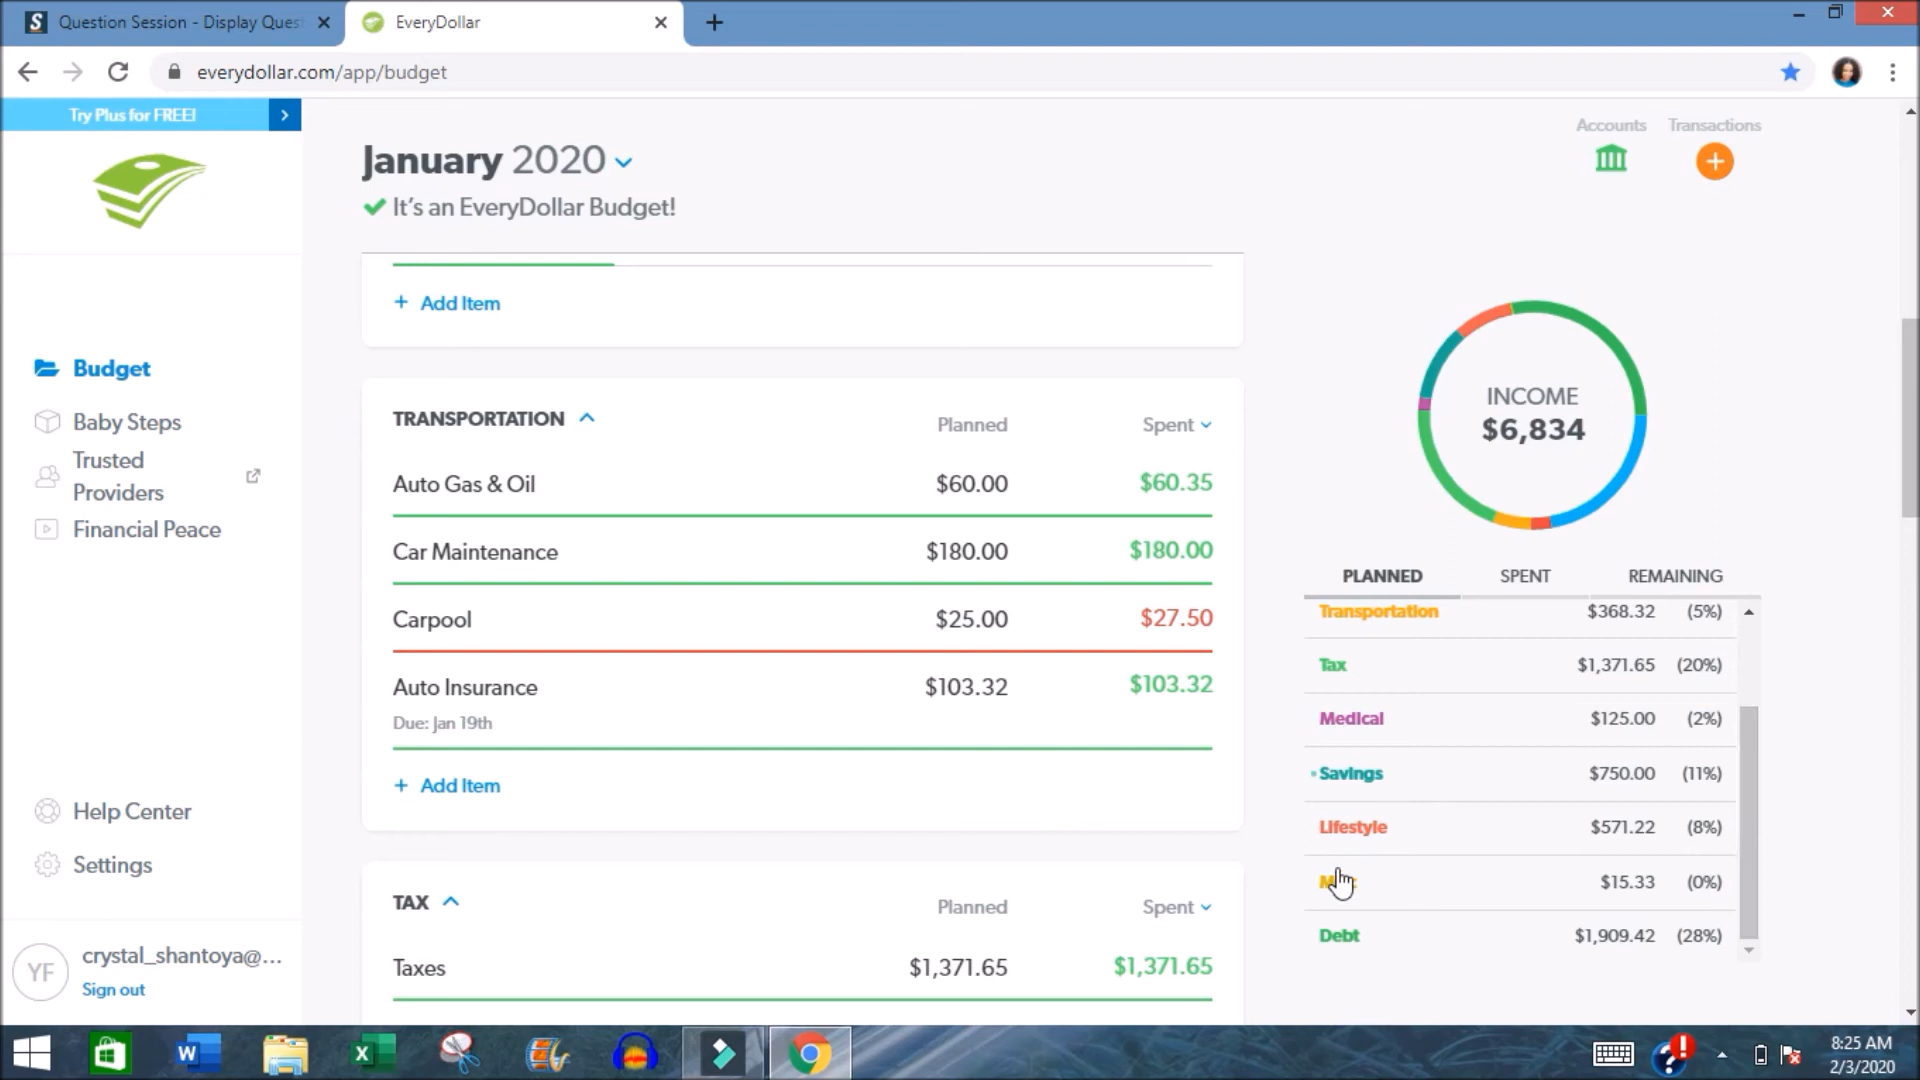 Question Session - Display Ques
EveryDollar
everydollar.com/app/budget
Try Plus for FREE!
Accounts Transactions
January 2020
It's an EveryDollar Budget!
Budget
Baby Steps
Trusted
Providers
Financial Peace
Help Center
Settings
YF
crystal_shantoya@...
Sign out
+ Add Item
TRANSPORTATION Planned Spent
Auto Gas & Oil $60.00 $60.35
Car Maintenance $180.00 $180.00
Carpool $25.00 $27.50
Auto Insurance $103.32 $103.32
Due: Jan 19th
+ Add Item
TAX Planned Spent
Taxes $1,371.65 $1,371.65
INCOME
$6,834
PLANNED SPENT REMAINING
Transportation $368.32 (5%)
Tax $1,371.65 (20%)
Medical $125.00 (2%)
Savings $750.00 (11%)
Lifestyle $571.22 (8%)
$15.33 (0%)
Debt $1,909.42 (28%)
8:25 AM
2/3/2020